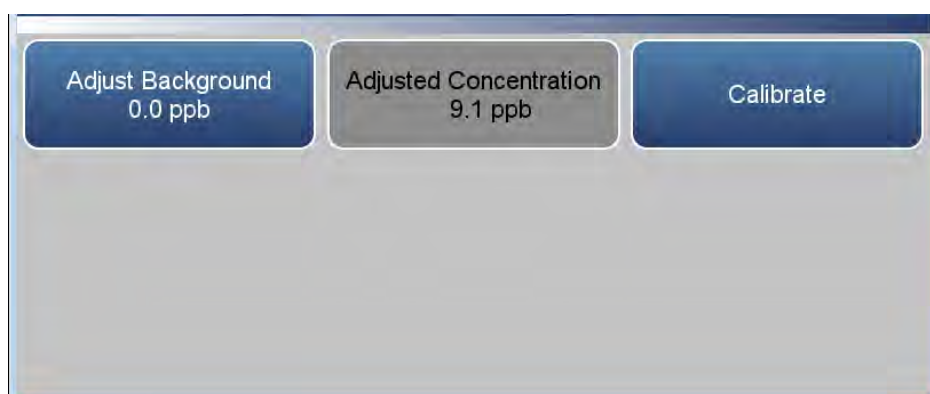 Adjust Background
0.0 ppb
Adjusted Concentration
9.1 ppb
Calibrate